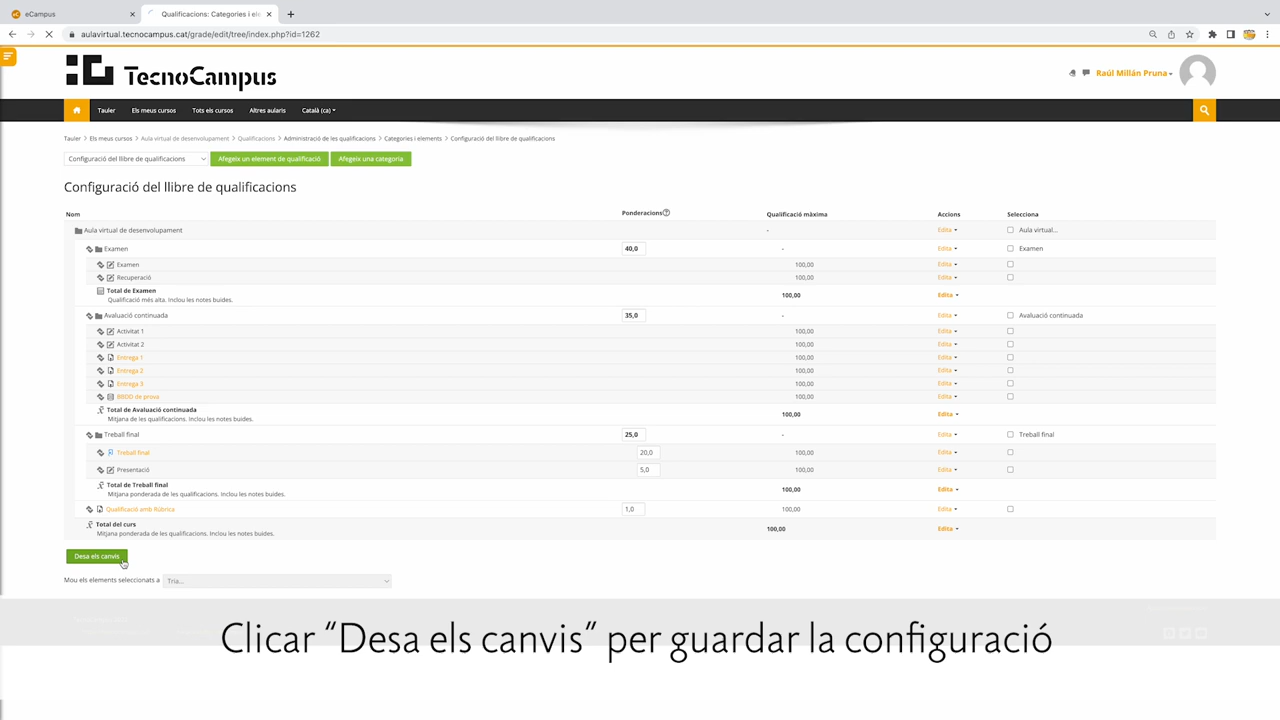 eCampus
Qualificacions: Categories i ele
aulavirtual.tecnocampus.cat/grade/edit/tree/index.php?id=1262
TecnoCampus
Raúl Millán Pruna
Tauler Els meus cursos Tots els cursos Altres aularis Català (ca)
Tauler > Els meus cursos > Aula virtual de desenvolupament > Qualificacions > Administració de les qualificacions > Categories i elements > Configuració del llibre de qualificacions
Configuració del llibre de qualificacions Afegeix un element de qualificació Afegeix una categoria
Configuració del llibre de qualificacions
Nom Ponderacions Qualificació màxima Accions Selecciona
Aula virtual de desenvolupament - Edita Aula virtual...
Examen 40,0 - Edita Examen
Examen 100,00 Edita
Recuperació 100,00 Edita
Total de Examen
Qualificació més alta. Inclou les notes buides. 100,00 Edita
Avaluació continuada 35,0 - Edita Avaluació continuada
Activitat 1 100,00 Edita
Activitat 2 100,00 Edita
Entrega 1 100,00 Edita
Entrega 2 100,00 Edita
Entrega 3 100,00 Edita
BBDD de prova 100,00 Edita
Total de Avaluació continuada
Mitjana de les qualificacions. Inclou les notes buides. 100,00 Edita
Treball final 25,0 - Edita Treball final
Treball final 20,0 100,00 Edita
Presentació 5,0 100,00 Edita
Total de Treball final
Mitjana ponderada de les qualificacions. Inclou les notes buides. 100,00 Edita
Qualificació amb Rúbrica 1,0 100,00 Edita
Total del curs
Mitjana ponderada de les qualificacions. Inclou les notes buides. 100,00 Edita
Desa els canvis
Mou els elements seleccionats a Tria...
Clicar “Desa els canvis” per guardar la configuració